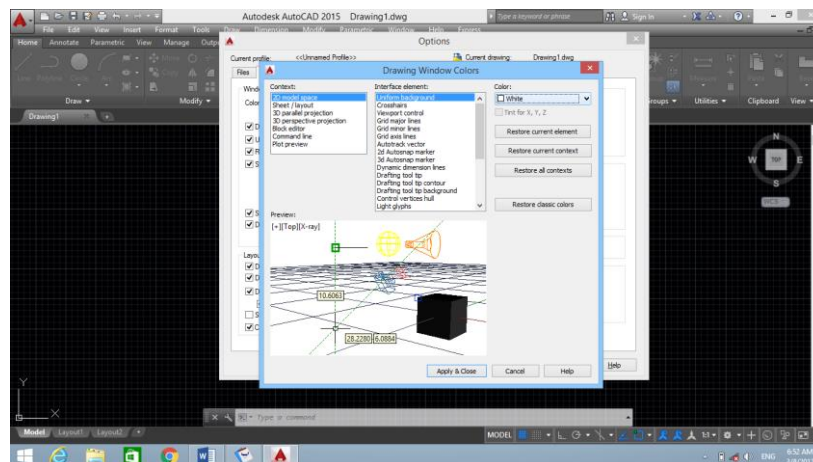 Autodesk AutoCAD 2015 Drawing1.dwg
Type a keyword or phrase
Sign In
File Edit View Insert Format Tools Draw Dimension Modify Parametric Window Help Express
Home Annotate Parametric View Manage Outp
Options
Current profile: <<Unnamed Profile>>
Current drawing: Drawing1.dwg
Files
Drawing Window Colors
Context:
2D model space
Sheet / layout
3D parallel projection
3D perspective projection
Block editor
Command line
Plot preview
Interface element:
Uniform background
Crosshairs
Viewport control
Grid major lines
Grid minor lines
Grid axis lines
Autotrack vector
2d Autosnap marker
3d Autosnap marker
Dynamic dimension lines
Drafting tool tip
Drafting tool tip contour
Drafting tool tip background
Control vertices hull
Light glyphs
Color:
White
Tint for X, Y, Z
Restore current element
Restore current context
Restore all contexts
Restore classic colors
Preview:
[+][Top][X-ray]
10.6063
28.2280 6.0884
Apply & Close
Cancel
Help
Help
Draw
Modify
Groups
Utilities
Clipboard
View
Drawing1
Wind
Color
Layou
N
W
TOP
E
S
WCS
Y
X
Type a command
Model Layout1 Layout2 +
MODEL
1:1
ENG
6:52 AM